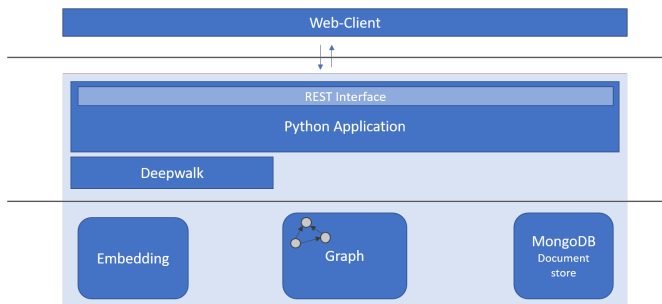 Web-Client
REST Interface
Python Application
Deepwalk
Embedding
Graph
MongoDB
Document
store